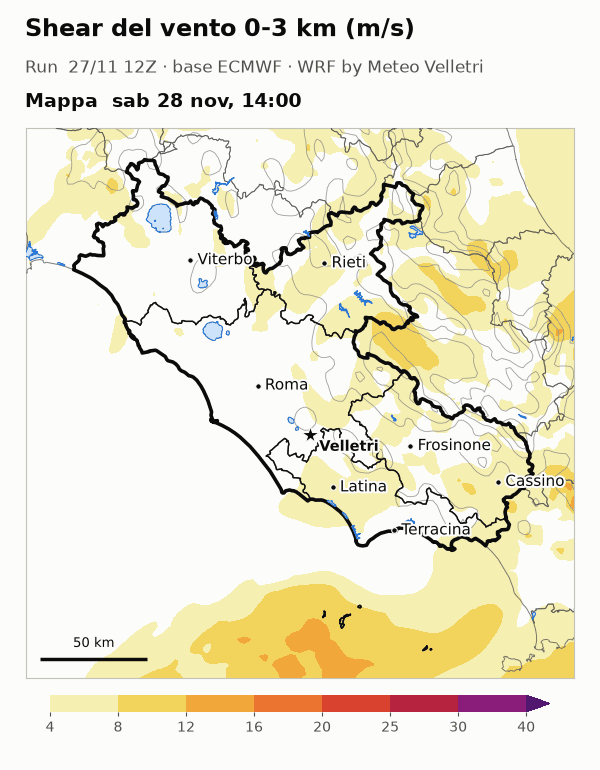 Shear del vento 0-3 km (m/s)
Run  27/11 12Z · base ECMWF · WRF by Meteo Velletri
Mappa  sab 28 nov, 14:00
Viterbo
Rieti
Roma
Velletri
Frosinone
Latina
Cassino
Terracina
50 km
4 8 12 16 20 25 30 40